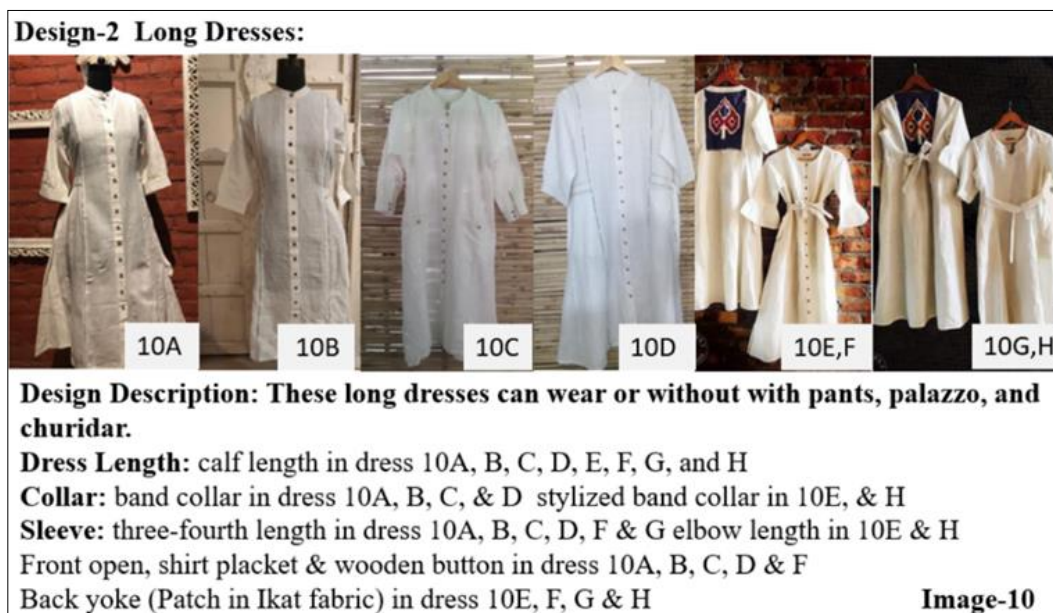 Design-2 Long Dresses:
10A
10B
10C
10D
10E,F
10G,H
Design Description: These long dresses can wear or without with pants, palazzo, and
churidar.
Dress Length: calf length in dress 10A, B, C, D, E, F, G, and H
Collar: band collar in dress 10A, B, C, & D stylized band collar in 10E, & H
Sleeve: three-fourth length in dress 10A, B, C, D, F & G elbow length in 10E & H
Front open, shirt placket & wooden button in dress 10A, B, C, D & F
Back yoke (Patch in Ikat fabric) in dress 10E, F, G & H
Image-10